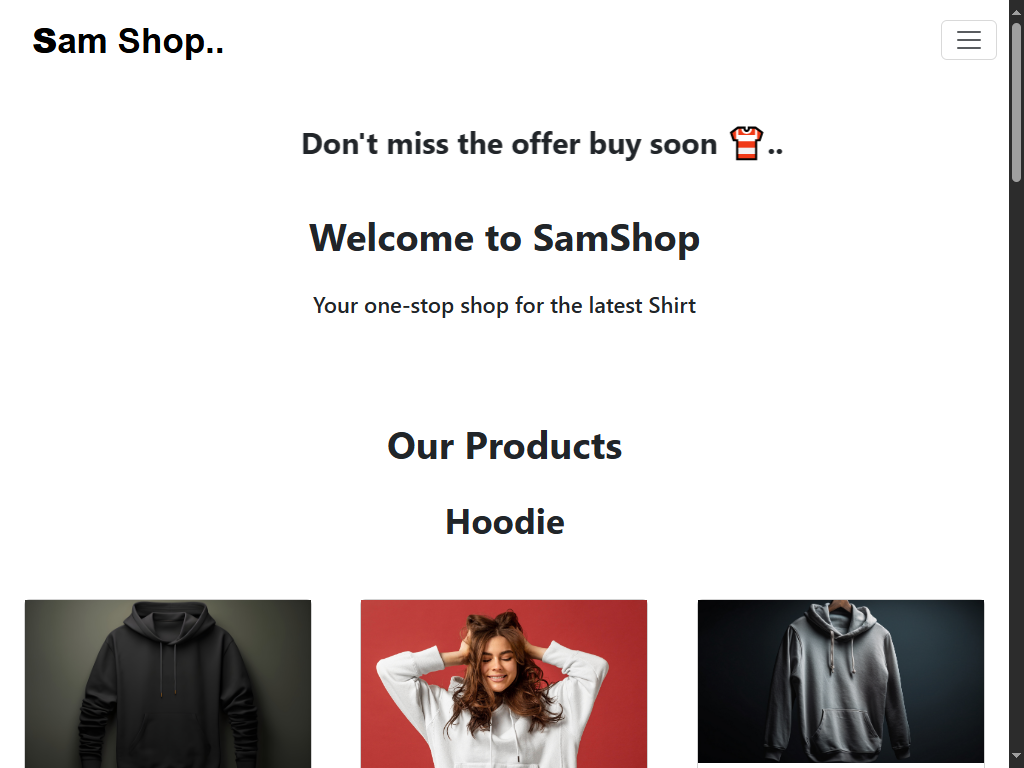 Sam Shop..
Don't miss the offer buy soon 👕..
Welcome to SamShop
Your one-stop shop for the latest Shirt
Our Products
Hoodie